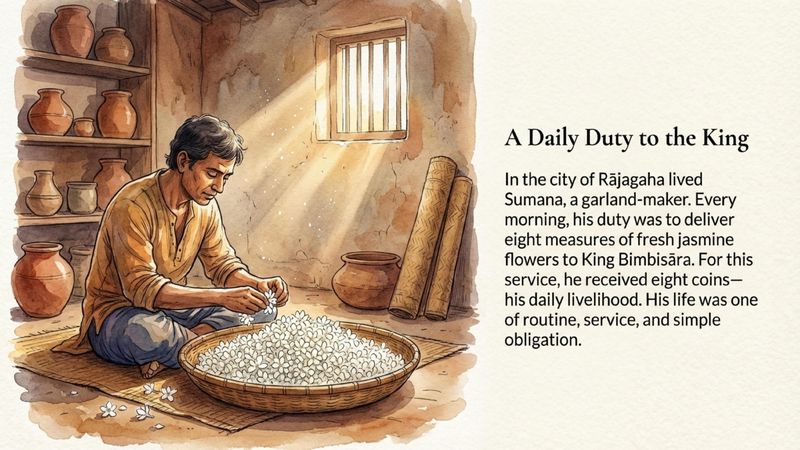 A Daily Duty to the King
In the city of Rājagaha lived
Sumana, a garland-maker. Every
morning, his duty was to deliver
eight measures of fresh jasmine
flowers to King Bimbisāra. For this
service, he received eight coins—
his daily livelihood. His life was one
of routine, service, and simple
obligation.